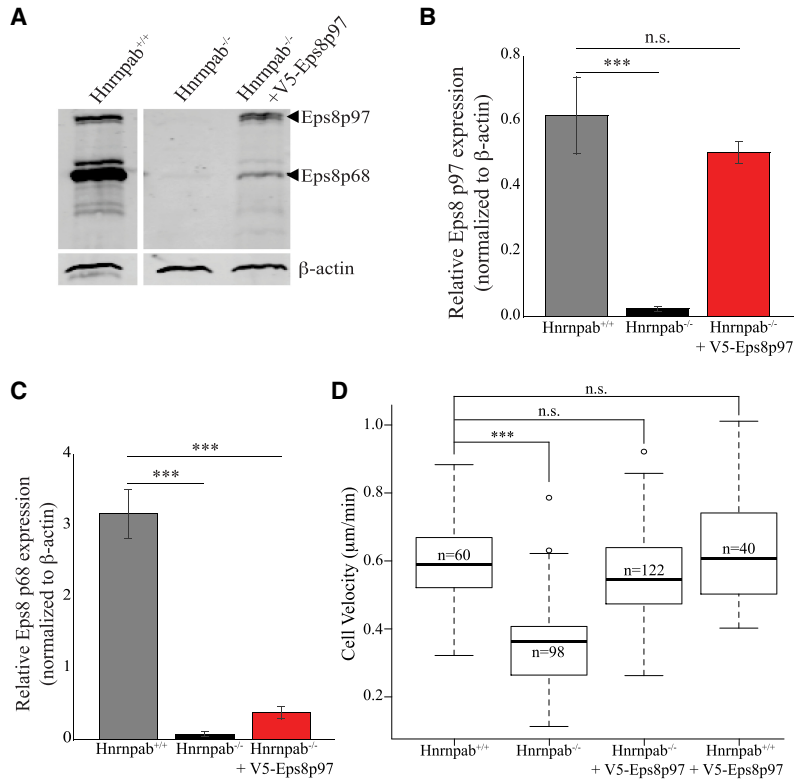 A
Hnrnpab+/+
Hnrnpab-/-
Hnrnpab-/-
+V5-Eps8p97
Eps8p97
Eps8p68
β-actin
B
Relative Eps8 p97 expression
(normalized to β-actin)
0.8
0.6
0.4
0.2
0.0
n.s.
***
Hnrnpab+/+
Hnrnpab-/-
Hnrnpab-/-
+ V5-Eps8p97
C
Relative Eps8 p68 expression
(normalized to β-actin)
4
3
2
1
0
***
***
Hnrnpab+/+
Hnrnpab-/-
Hnrnpab-/-
+ V5-Eps8p97
D
Cell Velocity (μm/min)
1.0
0.8
0.6
0.4
0.2
n.s.
n.s.
***
n=60
n=98
n=122
n=40
Hnrnpab+/+
Hnrnpab-/-
Hnrnpab-/-
+ V5-Eps8p97
Hnrnpab+/+
+ V5-Eps8p97